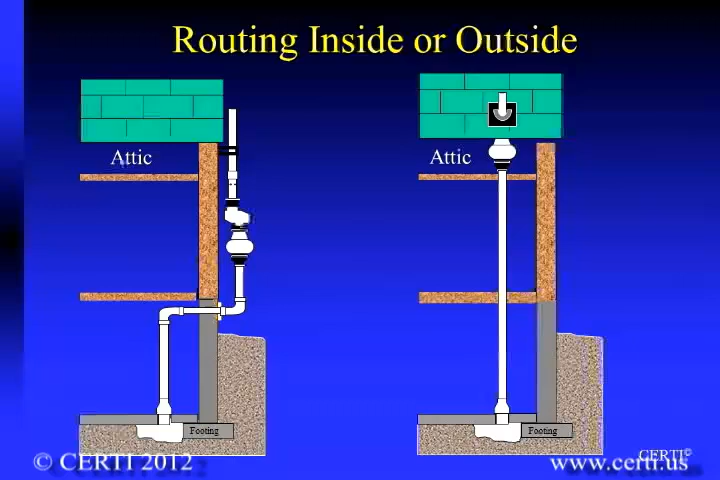 Routing Inside or Outside
Attic
Attic
Footing
Footing
CERTI©
© CERTI 2012
www.certi.us